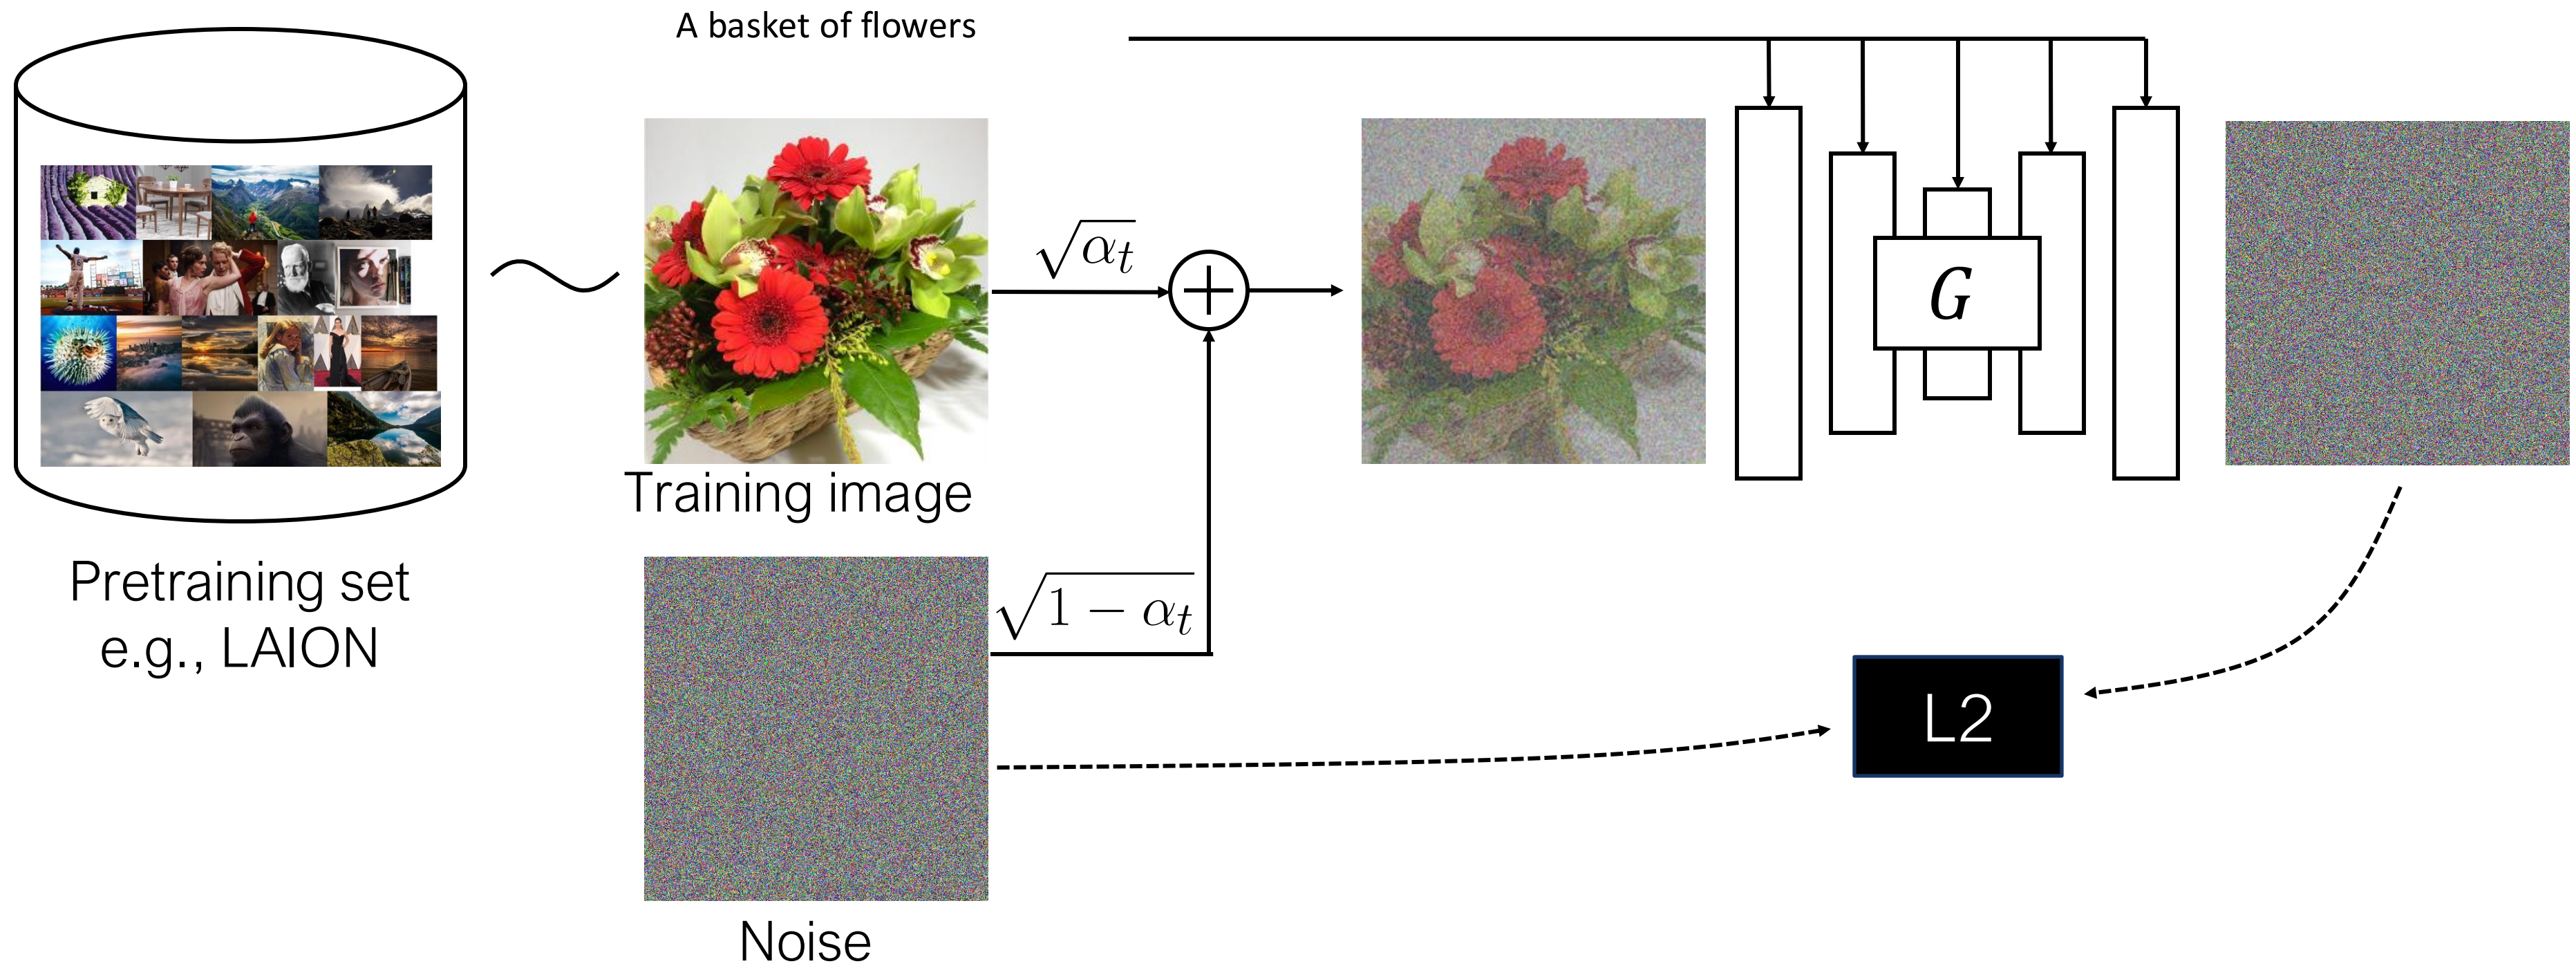 A basket of flowers
√αₜ
G
Training image
Pretraining set
e.g., LAION
√1 − αₜ
L2
Noise